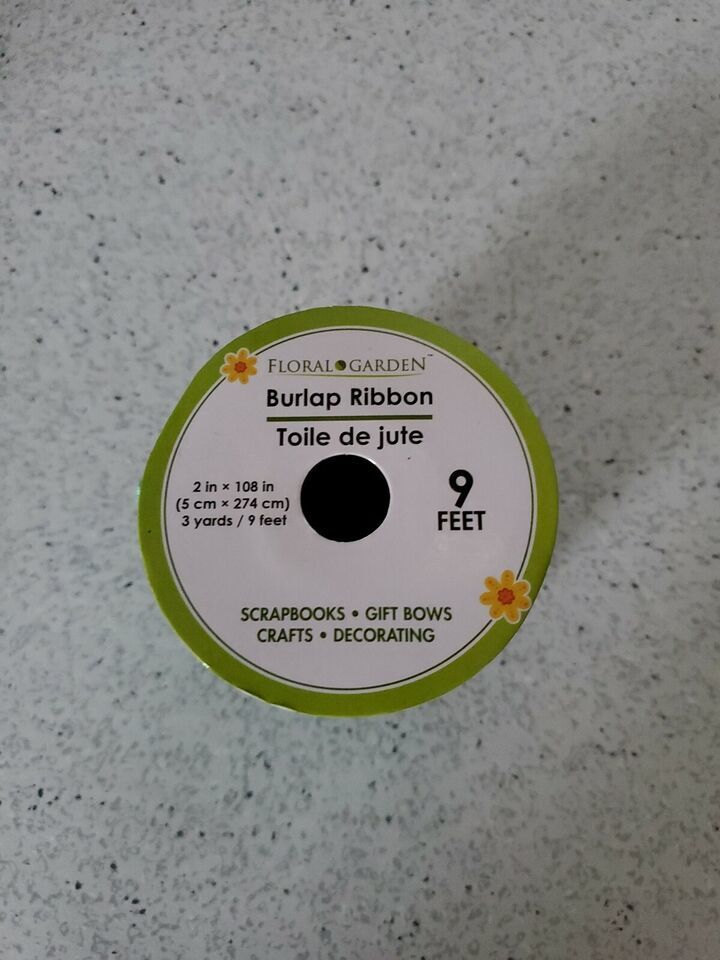 FLORAL GARDEN™
Burlap Ribbon
Toile de jute
2 in × 108 in
(5 cm × 274 cm)
3 yards / 9 feet
9
FEET
SCRAPBOOKS • GIFT BOWS
CRAFTS • DECORATING